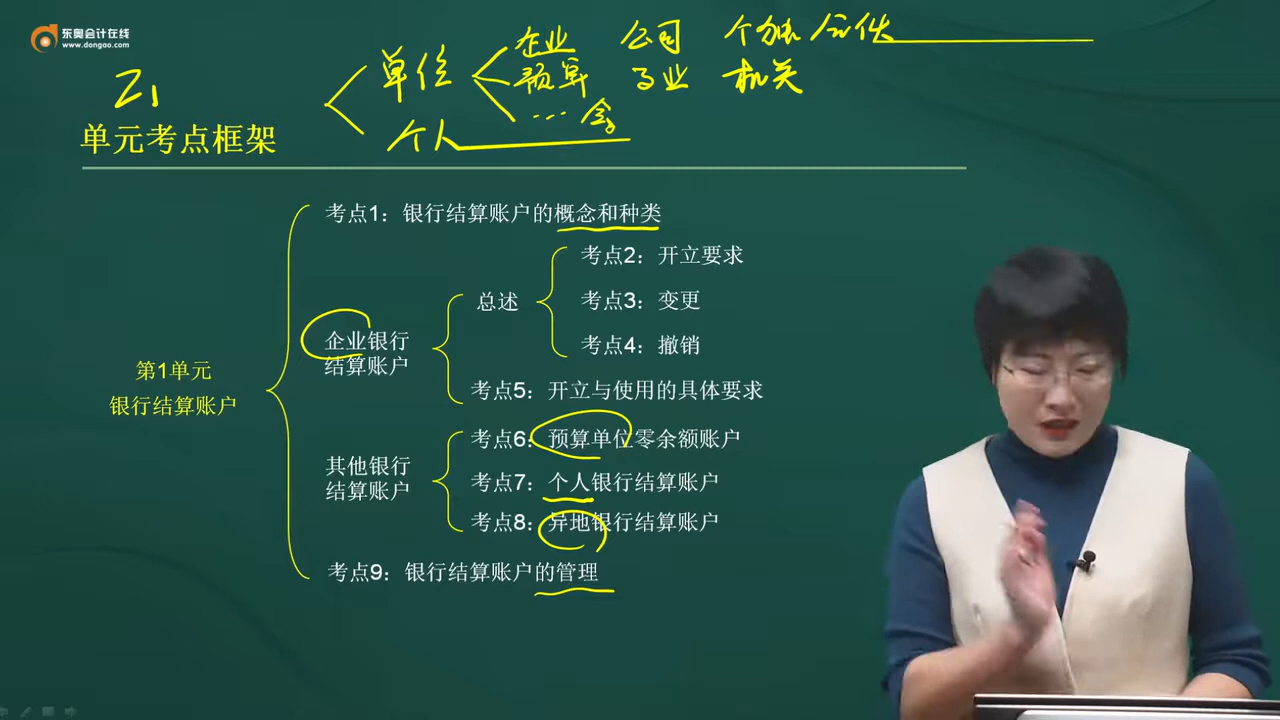 东奥会计在线
www.dongao.com
企业 公司 个独 合伙
单位 预算 事业 机关
... 会
个人
单元考点框架
考点1：银行结算账户的概念和种类
考点2：开立要求
总述 考点3：变更
考点4：撤销
企业银行
结算账户
第1单元
银行结算账户
考点5：开立与使用的具体要求
考点6：预算单位零余额账户
其他银行
结算账户
考点7：个人银行结算账户
考点8：异地银行结算账户
考点9：银行结算账户的管理